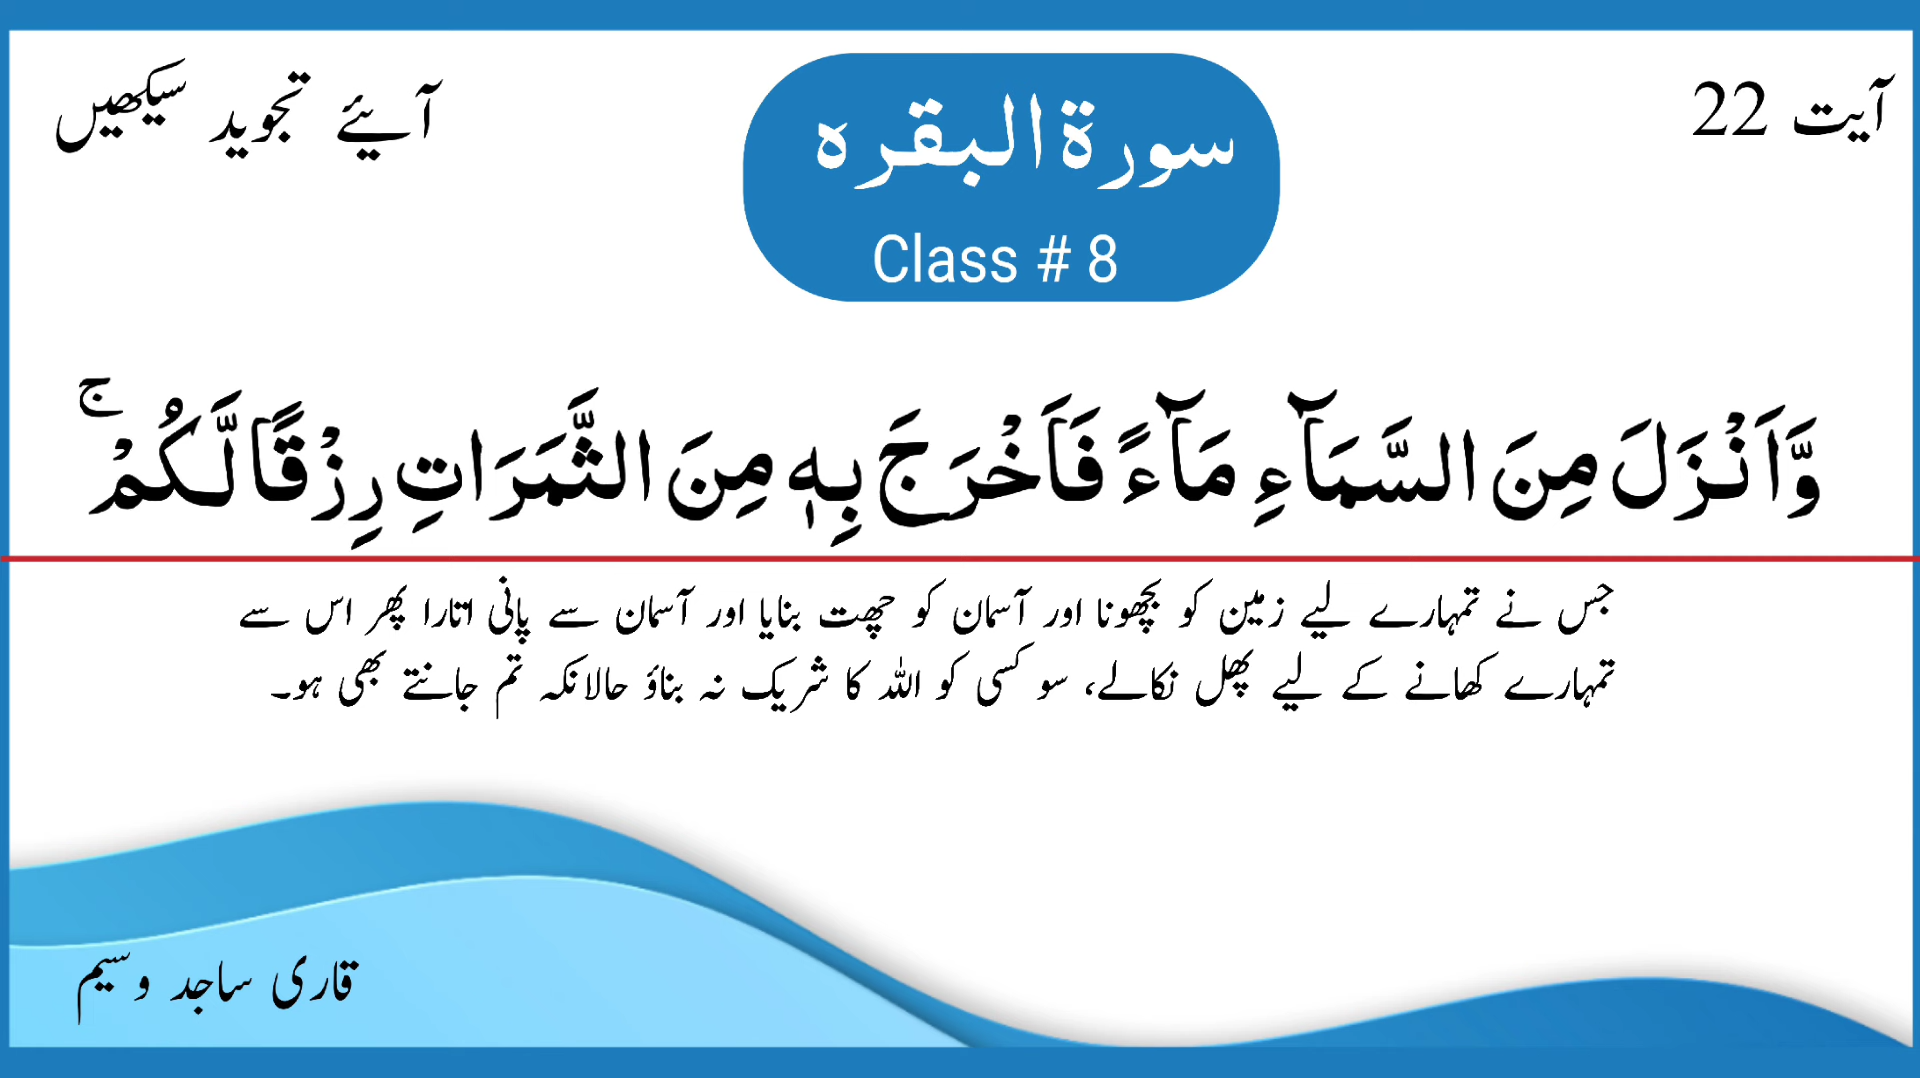 آیت 22
سورۃ البقرہ
آیئے تجوید سیکھیں
Class # 8
وَّاَنْزَلَ مِنَ السَّمَآءِ مَآءً فَاَخْرَجَ بِهٖ مِنَ الثَّمَرَاتِ رِزْقًا لَّكُمْ ۚ
جس نے تمہارے لیے زمین کو بچھونا اور آسمان کو چھت بنایا اور آسمان سے پانی اتارا پھر اس سے
تمہارے کھانے کے لیے پھل نکالے، سو کسی کو اللہ کا شریک نہ بناؤ حالانکہ تم جانتے بھی ہو۔
قاری ساجد وسیم